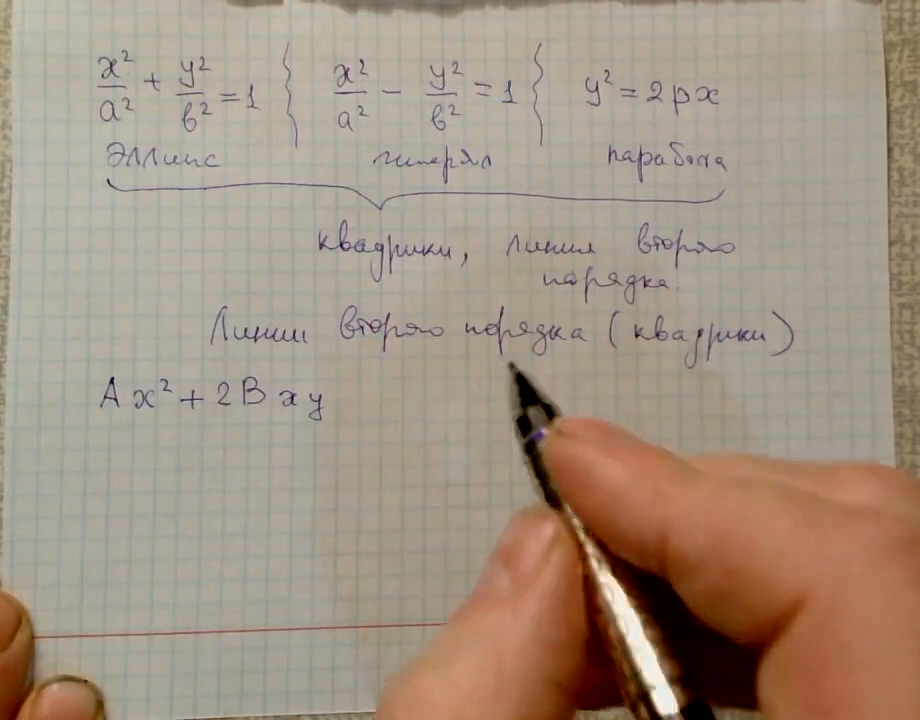 x²/a² + y²/b² = 1 { x²/a² − y²/b² = 1 { y² = 2px
эллипс парабола
квадрики, линии второго
порядка
Линии второго порядка (квадрики)
Ax² + 2Bxy